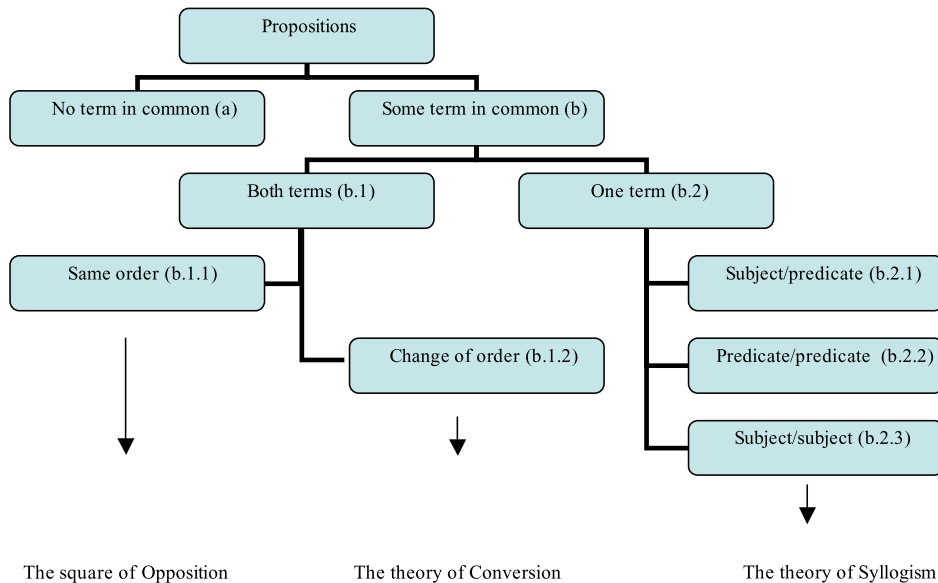 Propositions
No term in common (a)
Some term in common (b)
Both terms (b.1)
One term (b.2)
Same order (b.1.1)
Subject/predicate (b.2.1)
Change of order (b.1.2)
Predicate/predicate (b.2.2)
Subject/subject (b.2.3)
The square of Opposition
The theory of Conversion
The theory of Syllogism